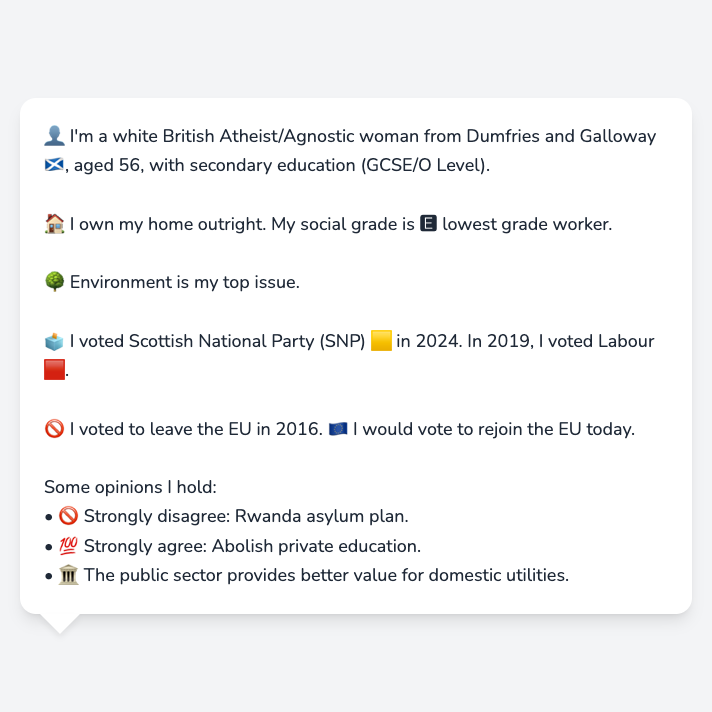 👤 I'm a white British Atheist/Agnostic woman from Dumfries and Galloway
🏴󠁧󠁢󠁳󠁣󠁴󠁿, aged 56, with secondary education (GCSE/O Level).
🏠 I own my home outright. My social grade is 🅴 lowest grade worker.
🌳 Environment is my top issue.
🗳️ I voted Scottish National Party (SNP) 🟨 in 2024. In 2019, I voted Labour
🟥.
🚫 I voted to leave the EU in 2016. 🇪🇺 I would vote to rejoin the EU today.
Some opinions I hold:
• 🚫 Strongly disagree: Rwanda asylum plan.
• 💯 Strongly agree: Abolish private education.
• 🏛️ The public sector provides better value for domestic utilities.